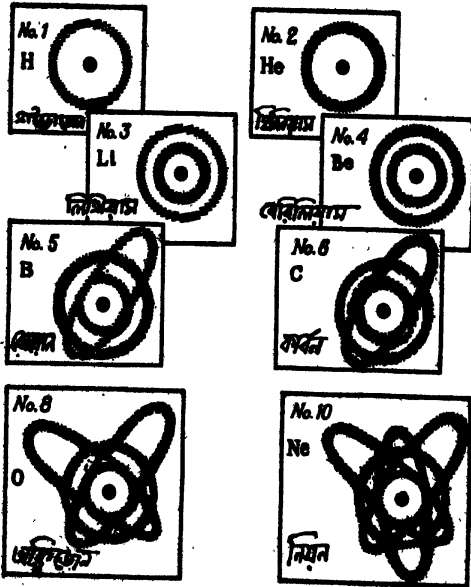 No. 1
H
হাইড্রোজেন
No. 2
He
হিলিয়াম
No. 3
Li
লিথিয়াম
No. 4
Be
বেরিলিয়াম
No. 5
B
বোরন
No. 6
C
কার্বন
No. 8
O
অক্সিজেন
No. 10
Ne
নিয়ন